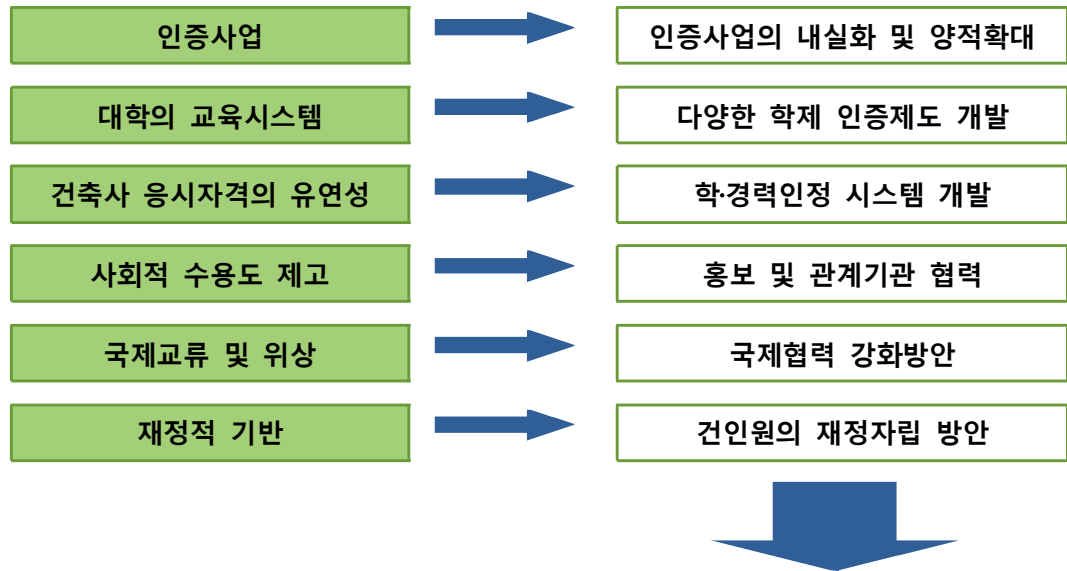 인증사업
인증사업의 내실화 및 양적확대
대학의 교육시스템
다양한 학제 인증제도 개발
건축사 응시자격의 유연성
학·경력인정 시스템 개발
사회적 수용도 제고
홍보 및 관계기관 협력
국제교류 및 위상
국제협력 강화방안
재정적 기반
건인원의 재정자립 방안